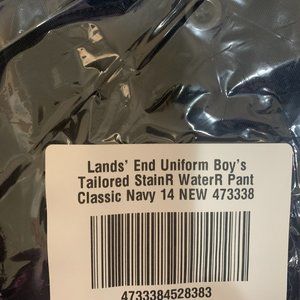 Lands' End Uniform Boy's
Tailored StainR WaterR Pant
Classic Navy 14 NEW 473338
4733384528383